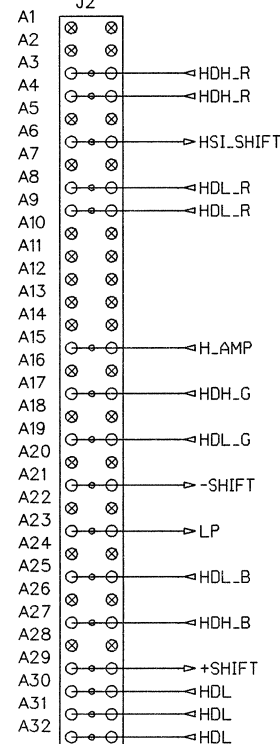 J2
A1
A2
A3 HDH_R
A4 HDH_R
A5
A6 HSI_SHIFT
A7
A8 HDL_R
A9 HDL_R
A10
A11
A12
A13
A14
A15 H_AMP
A16
A17 HDH_G
A18
A19 HDL_G
A20
A21 -SHIFT
A22
A23 LP
A24
A25 HDL_B
A26
A27 HDH_B
A28
A29 +SHIFT
A30 HDL
A31 HDL
A32 HDL